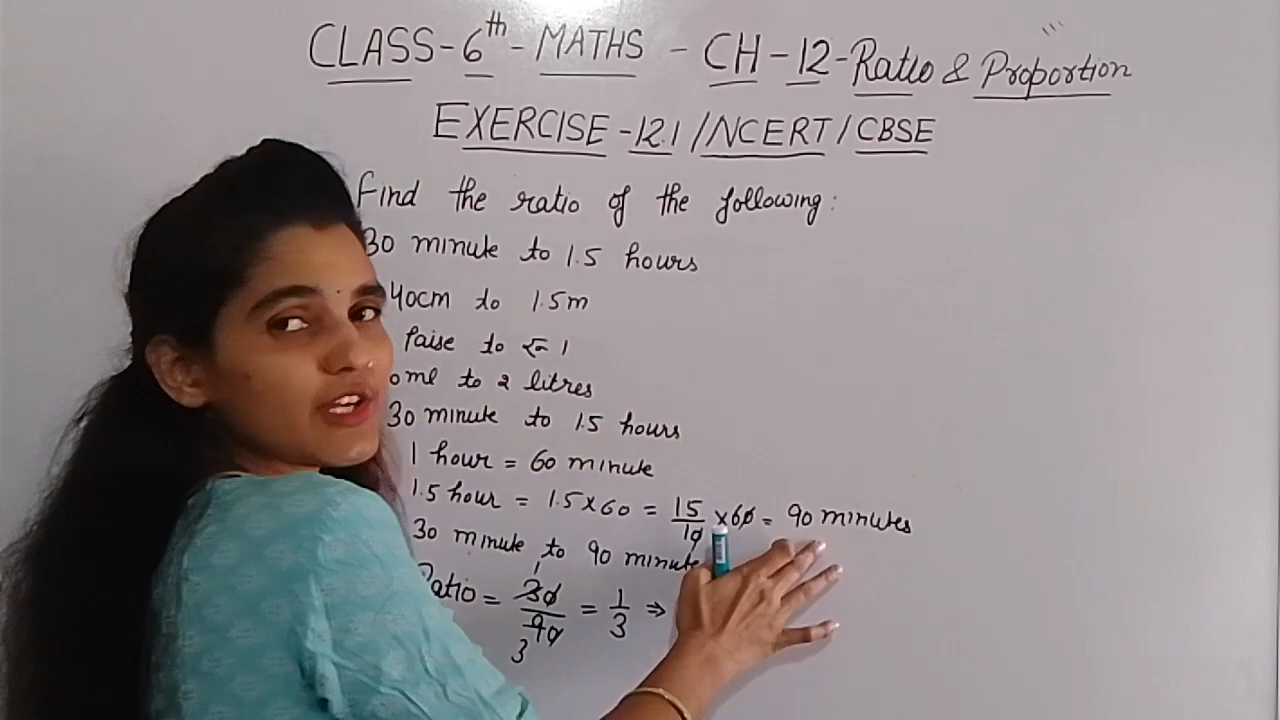 CLASS-6th-MATHS - CH-12-Ratio & Proportion
EXERCISE-12.1/NCERT/CBSE
Find the ratio of the following:
30 minute to 1.5 hours
40cm to 1.5m
Paise to ₹ 1
0ml to 2 litres
30 minute to 1.5 hours
1 hour = 60 minute
1.5 hour = 1.5×60 = 15/10 ×60 = 90 minutes
30 minute to 90 minute
Ratio = 30/90 = 1/3 ⇒
1
3